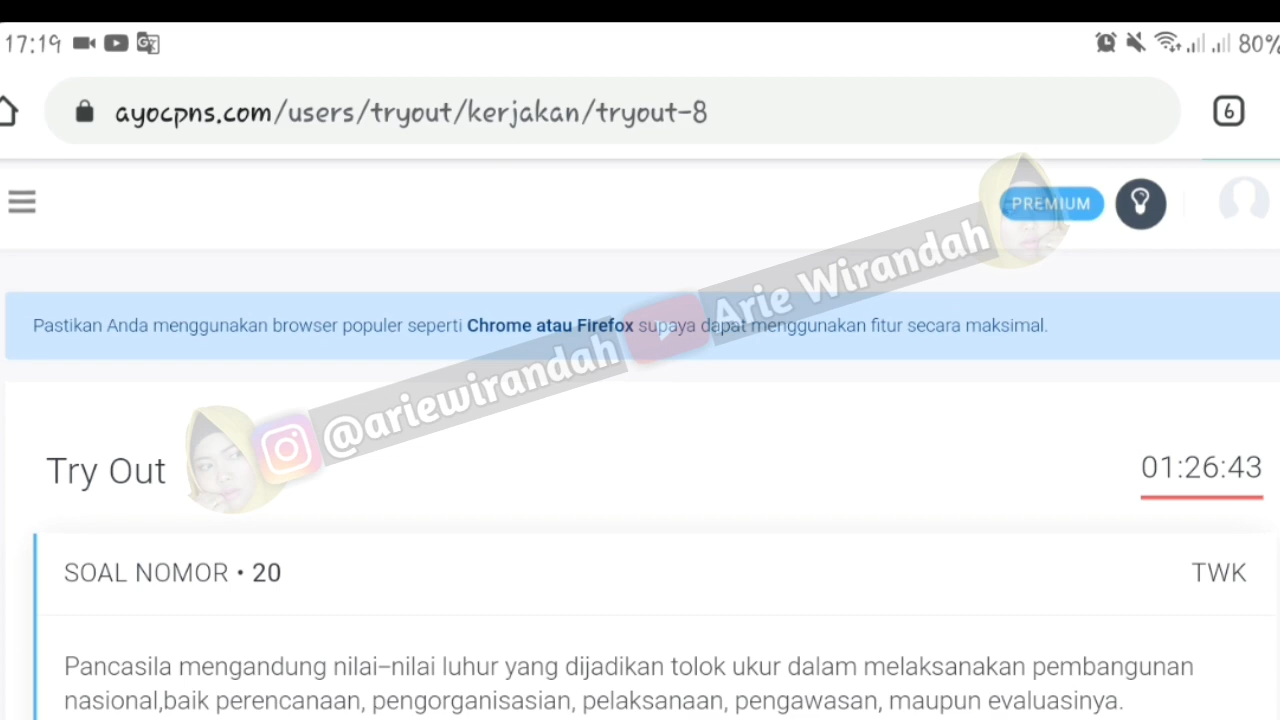 17:19
80%
ayocpns.com/users/tryout/kerjakan/tryout-8
6
PREMIUM
Pastikan Anda menggunakan browser populer seperti Chrome atau Firefox supaya dapat menggunakan fitur secara maksimal.
Arie Wirandah
@ariewirandah
Try Out
01:26:43
SOAL NOMOR • 20
TWK
Pancasila mengandung nilai–nilai luhur yang dijadikan tolok ukur dalam melaksanakan pembangunan
nasional,baik perencanaan, pengorganisasian, pelaksanaan, pengawasan, maupun evaluasinya.